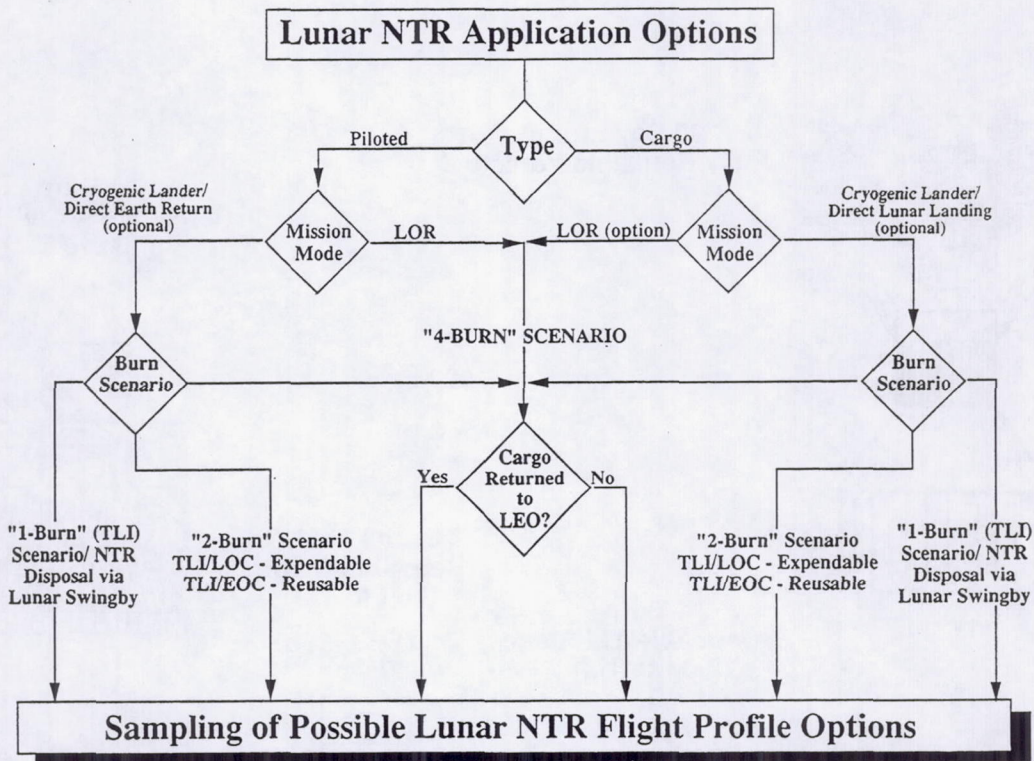 Lunar NTR Application Options
Type
Piloted
Cargo
Cryogenic Lander/
Direct Earth Return
(optional)
Mission
Mode
LOR
LOR (option)
Mission
Mode
Cryogenic Lander/
Direct Lunar Landing
(optional)
"4-BURN" SCENARIO
Burn
Scenario
Burn
Scenario
Cargo
Returned
to
LEO?
Yes
No
"1-Burn" (TLI)
Scenario/ NTR
Disposal via
Lunar Swingby
"2-Burn" Scenario
TLI/LOC - Expendable
TLI/EOC - Reusable
"2-Burn" Scenario
TLI/LOC - Expendable
TLI/EOC - Reusable
"1-Burn" (TLI)
Scenario/ NTR
Disposal via
Lunar Swingby
Sampling of Possible Lunar NTR Flight Profile Options